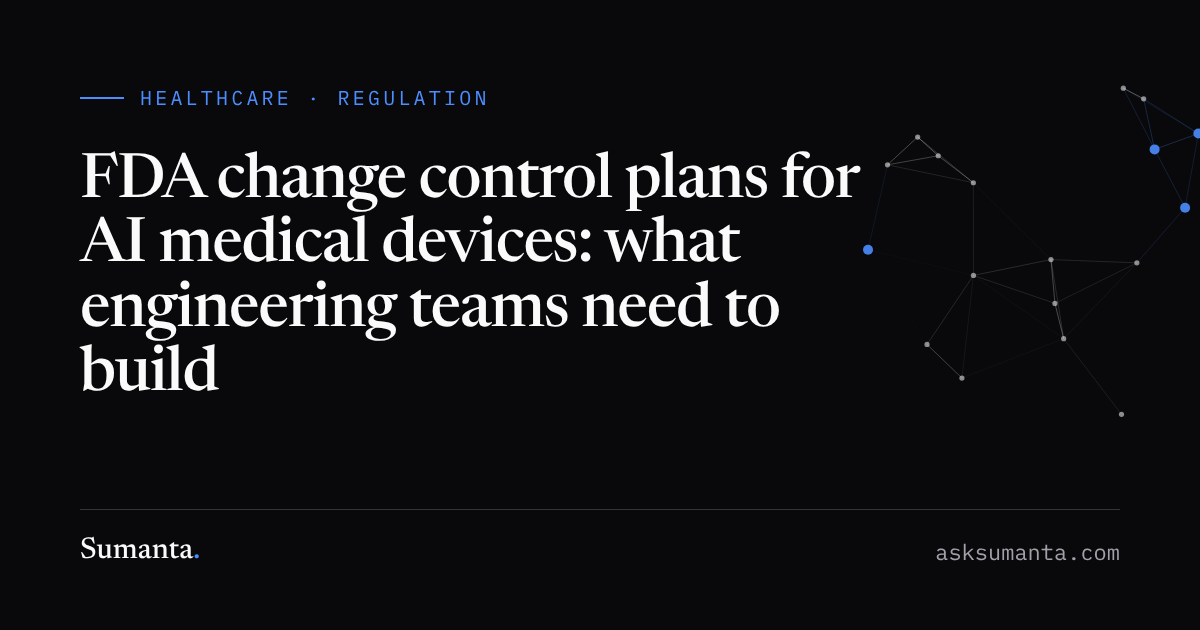 HEALTHCARE · REGULATION
FDA change control plans for
AI medical devices: what
engineering teams need to
build
Sumanta.
asksumanta.com